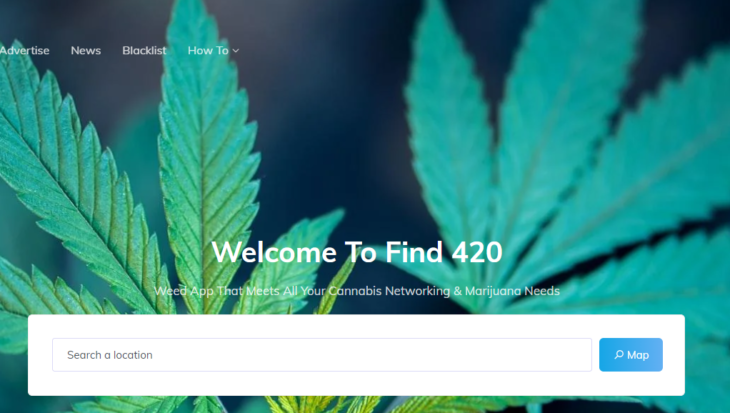 Advertise News Blacklist How To
Welcome To Find 420
Weed App That Meets All Your Cannabis Networking & Marijuana Needs
Search a location
Map